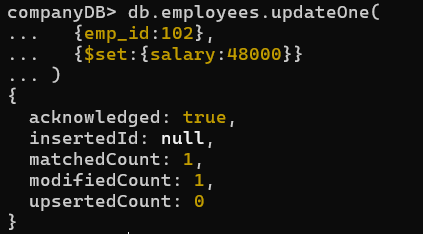 companyDB> db.employees.updateOne(
...   {emp_id:102},
...   {$set:{salary:48000}}
... )
{
  acknowledged: true,
  insertedId: null,
  matchedCount: 1,
  modifiedCount: 1,
  upsertedCount: 0
}